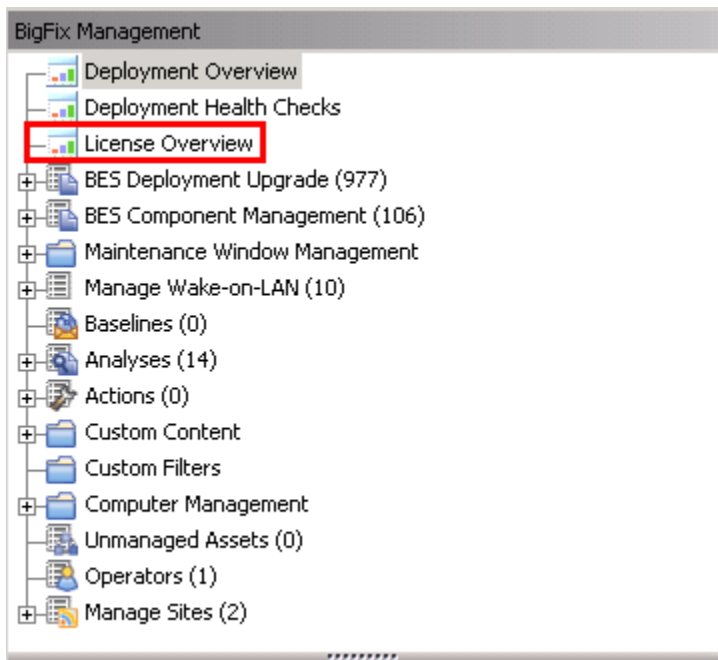 BigFix Management
Deployment Overview
Deployment Health Checks
License Overview
BES Deployment Upgrade (977)
BES Component Management (106)
Maintenance Window Management
Manage Wake-on-LAN (10)
Baselines (0)
Analyses (14)
Actions (0)
Custom Content
Custom Filters
Computer Management
Unmanaged Assets (0)
Operators (1)
Manage Sites (2)